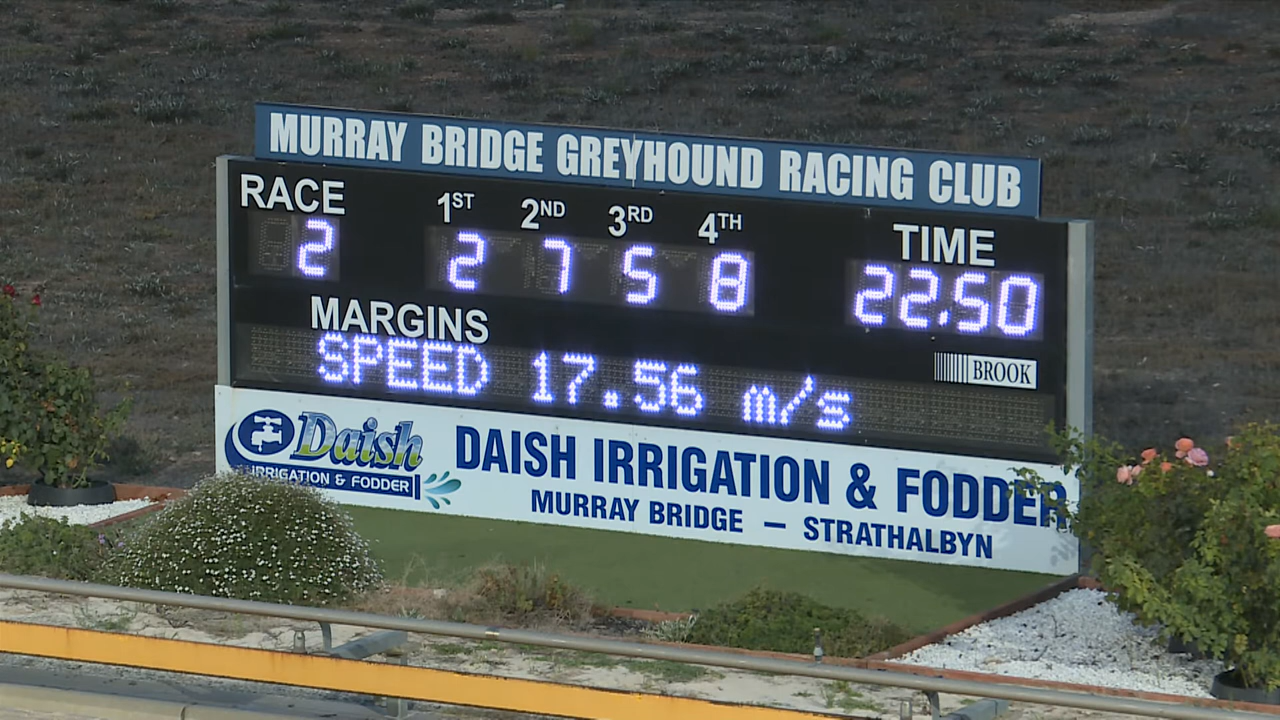 MURRAY BRIDGE GREYHOUND RACING CLUB
RACE 1ST 2ND 3RD 4TH TIME
2 2 7 5 8 22.50
MARGINS
BROOK
SPEED 17.56 m/s
Daish
IRRIGATION & FODDER
DAISH IRRIGATION & FODDER
MURRAY BRIDGE – STRATHALBYN